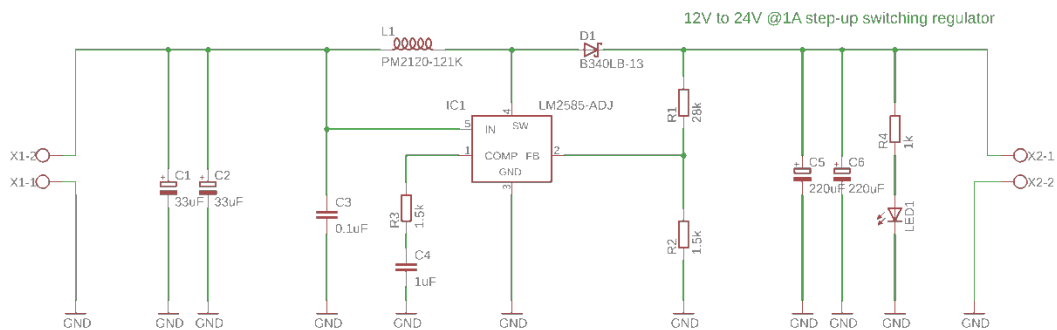 12V to 24V @1A step-up switching regulator
L1
PM2120-121K
D1
B340LB-13
IC1
LM2585-ADJ
4
5
IN
SW
1
COMP
FB
2
GND
3
R1
28k
R4
1k
X1-2
X1-1
X2-1
X2-2
C1
33uF
C2
33uF
C3
0.1uF
R3
1.5k
C4
1uF
R2
1.5k
C5
220uF
C6
220uF
LED1
GND
GND
GND
GND
GND
GND
GND
GND
GND
GND
GND